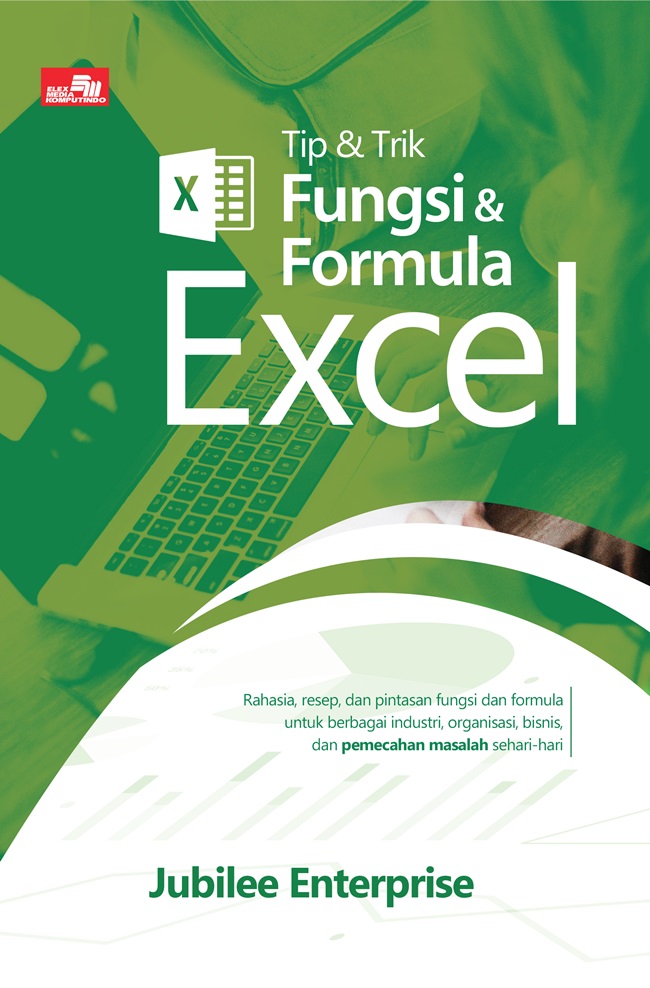 ELEX
MEDIA
KOMPUTINDO
Tip & Trik
X
Fungsi &
Formula
Excel
Rahasia, resep, dan pintasan fungsi dan formula
untuk berbagai industri, organisasi, bisnis,
dan pemecahan masalah sehari-hari
Jubilee Enterprise